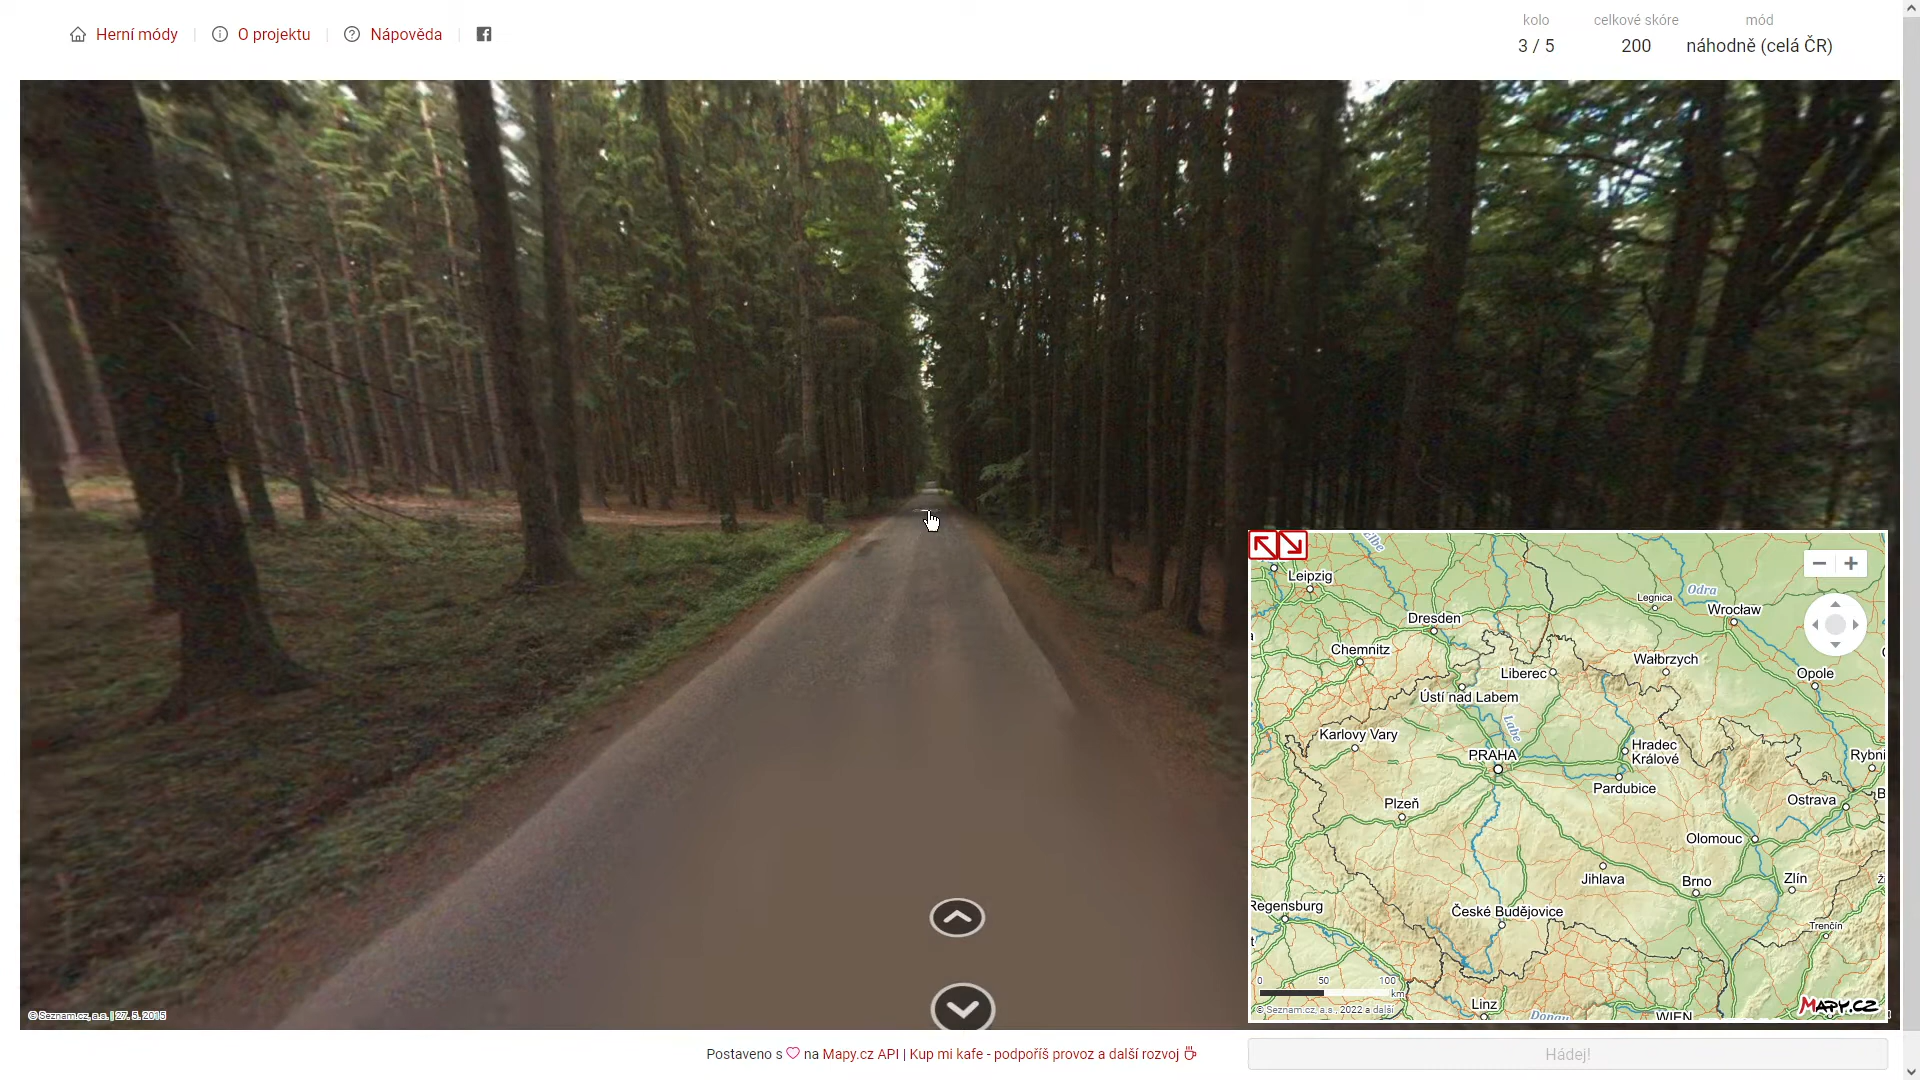 Herní módy
O projektu
Nápověda
kolo
3 / 5
celkové skóre
200
mód
náhodně (celá ČR)
Elbe
Leipzig
Legnica
Odra
Wrocław
Dresden
Chemnitz
Wałbrzych
Liberec
Opole
Ústí nad Labem
Labe
Karlovy Vary
PRAHA
Hradec
Králové
Rybni
Pardubice
Plzeň
Ostrava
Olomouc
Jihlava
Brno
Zlín
Regensburg
České Budějovice
Trenčín
0 50 100
km
Linz
Donau
WIEN
© Seznam.cz, a.s., 2022 a další
MAPY.CZ
© Seznam.cz, a.s. | 27. 5. 2015
Postaveno s na Mapy.cz API | Kup mi kafe - podpoříš provoz a další rozvoj
Hádej!